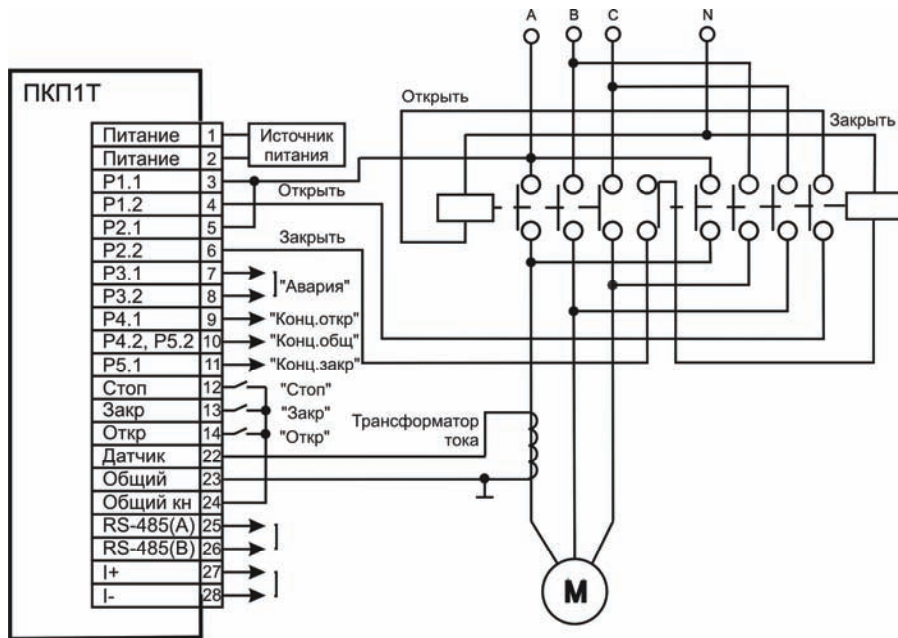 A B C N
ПКП1Т
Открыть
Закрыть
Питание 1
Источник питания
Питание 2
P1.1 3
Открыть
P1.2 4
P2.1 5
Закрыть
P2.2 6
P3.1 7
"Авария"
P3.2 8
P4.1 9 "Конц.откр"
P4.2, P5.2 10 "Конц.общ"
P5.1 11 "Конц.закр"
Стоп 12 "Стоп"
Закр 13 "Закр"
Откр 14 "Откр"
Трансформатор
тока
Датчик 22
Общий 23
Общий кн 24
RS-485(A) 25
RS-485(B) 26
I+ 27
I- 28
М